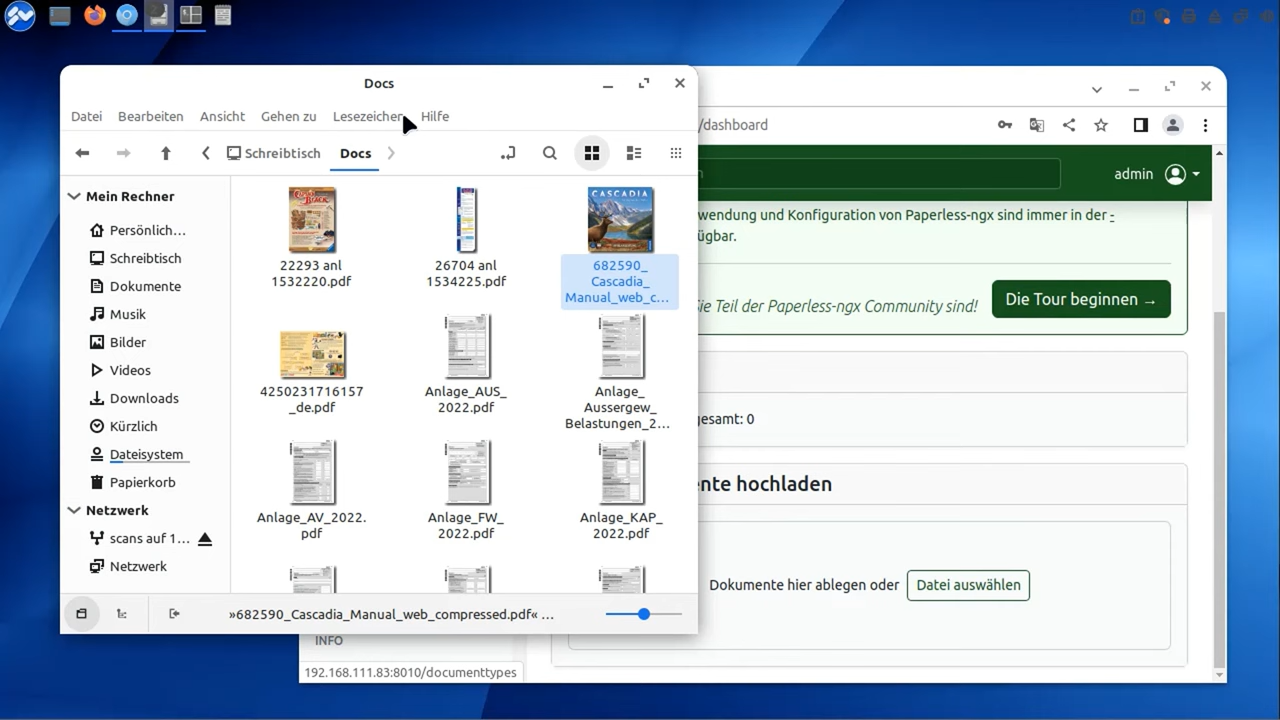 Docs
Datei Bearbeiten Ansicht Gehen zu Lesezeichen Hilfe
Schreibtisch Docs
Mein Rechner
Persönlich...
Schreibtisch
Dokumente
Musik
Bilder
Videos
Downloads
Kürzlich
Dateisystem
Papierkorb
Netzwerk
scans auf 1...
Netzwerk
CASCADIA
22293 anl
1532220.pdf
26704 anl
1534225.pdf
682590_
Cascadia_
Manual_web_c...
4250231716157
_de.pdf
Anlage_AUS_
2022.pdf
Anlage_
Aussergew_
Belastungen_2...
Anlage_AV_2022.
pdf
Anlage_FW_
2022.pdf
Anlage_KAP_
2022.pdf
»682590_Cascadia_Manual_web_compressed.pdf« ...
/dashboard
admin
wendung und Konfiguration von Paperless-ngx sind immer in der -
ügbar.
Sie Teil der Paperless-ngx Community sind!
Die Tour beginnen →
gesamt: 0
nte hochladen
Dokumente hier ablegen oder Datei auswählen
INFO
192.168.111.83:8010/documenttypes